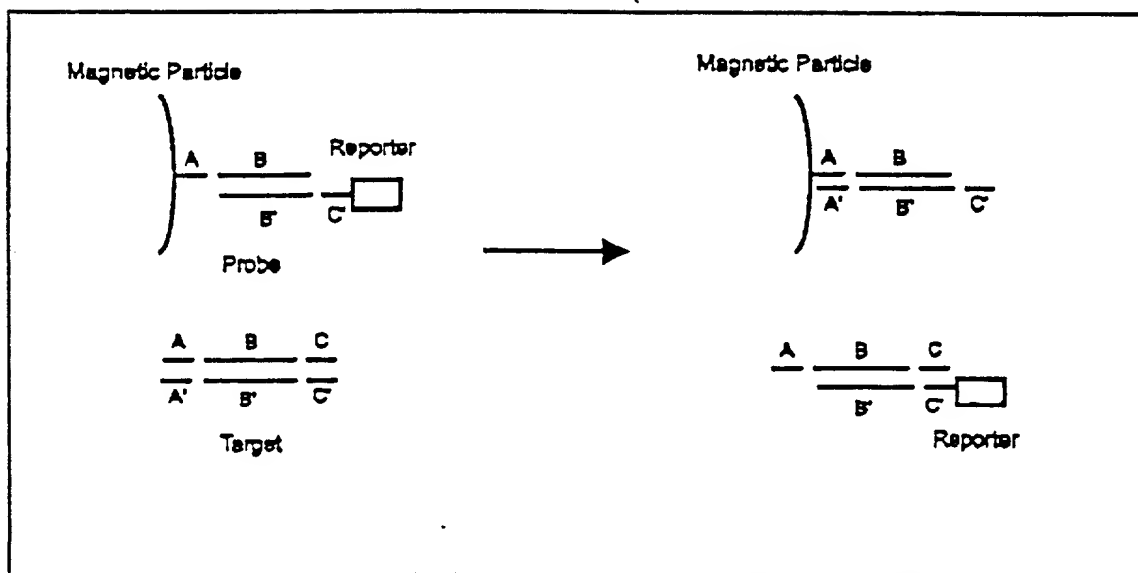 Magnetic Particle
A B Reporter
B' C'
Probe
A B C
A' B' C'
Target
Magnetic Particle
A B
A' B' C'
A B C
B' C'
Reporter